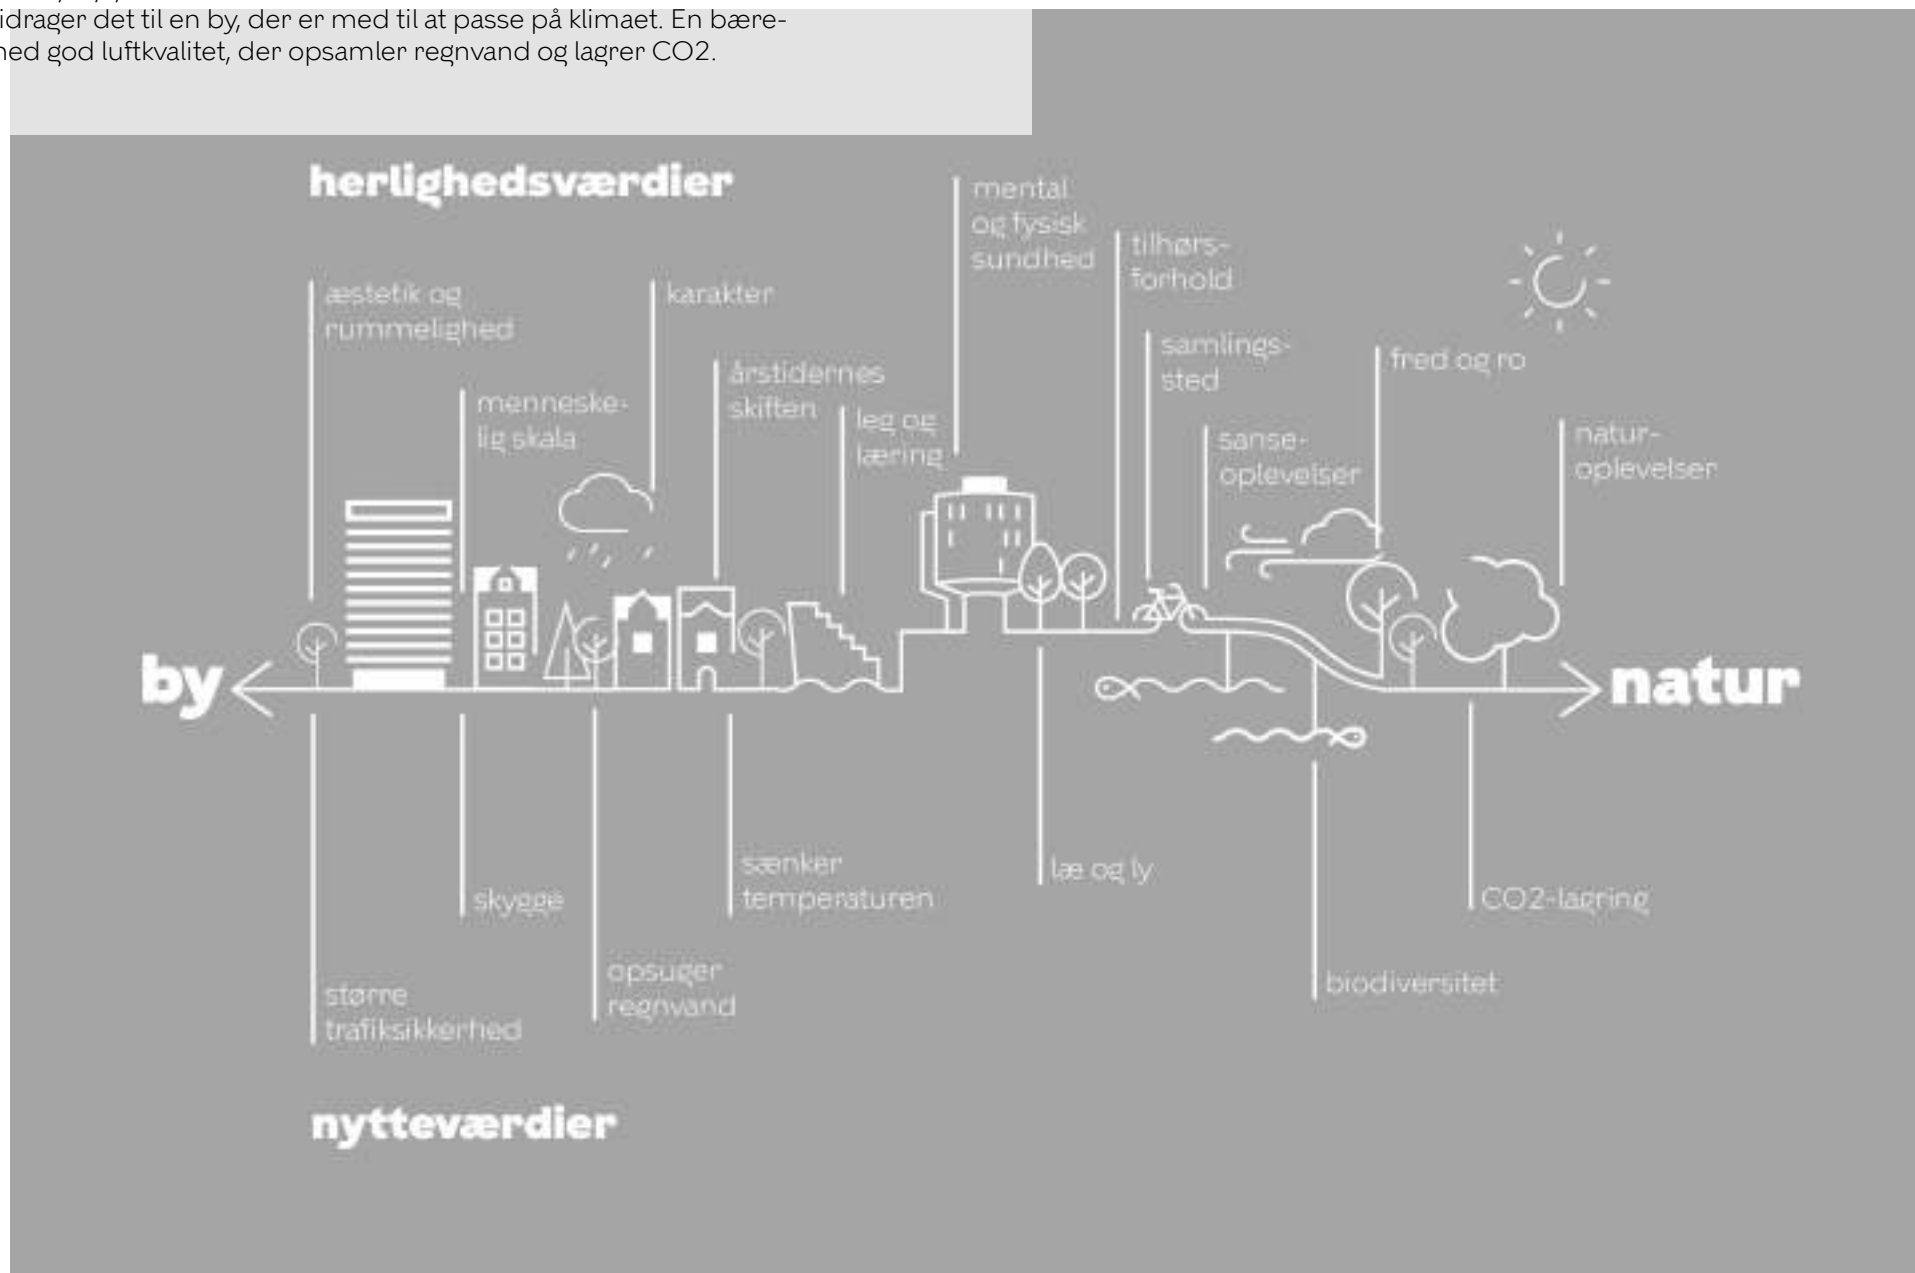 idrager det til en by, der er med til at passe på klimaet. En bære-
ed god luftkvalitet, der opsamler regnvand og lagrer CO2.
herlighedsværdier
mental
og fysisk
sundhed
tilhørs-
forhold
æstetik og
rummelighed
karakter
samlings-
sted
fred og ro
årstidernes
skiften
menneske-
lig skala
leg og
læring
sanse-
oplevelser
natur-
oplevelser
by
natur
sænker
temperaturen
læ og ly
skygge
CO2-lagring
opsuger
regnvand
biodiversitet
større
trafiksikkerhed
nytteværdier